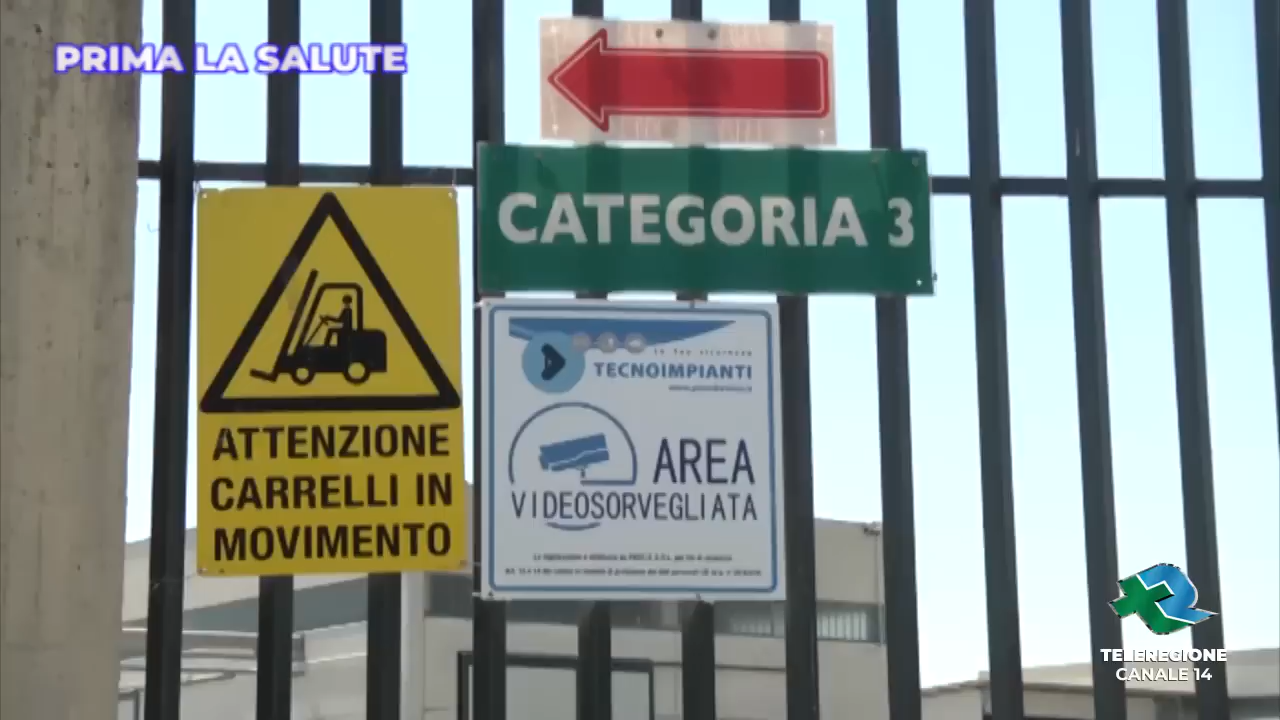 PRIMA LA SALUTE
CATEGORIA 3
ATTENZIONE
CARRELLI IN
MOVIMENTO
TECNOIMPIANTI
AREA
VIDEOSORVEGLIATA
TELEREGIONE
CANALE 14